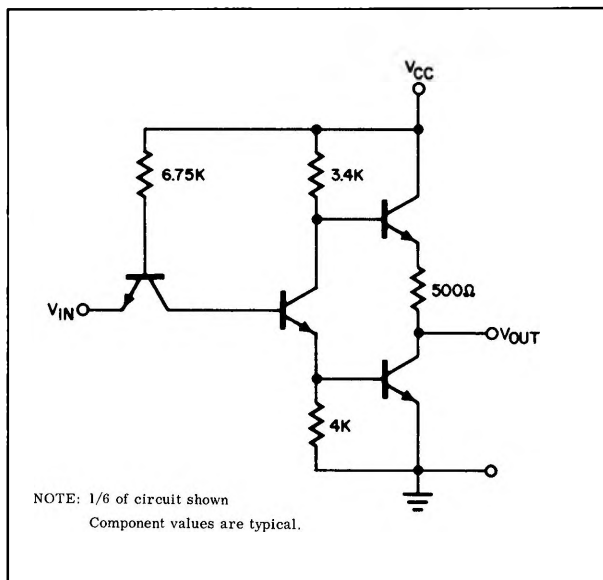 VCC
6.75K
3.4K
500Ω
VIN
VOUT
4K
NOTE: 1/6 of circuit shown
Component values are typical.